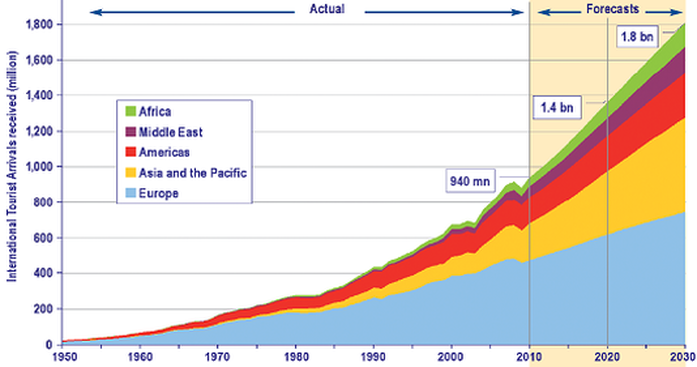 Actual
Forecasts
International Tourist Arrivals received (million)
1,800
1,600
1,400
1,200
1,000
800
600
400
200
0
1.8 bn
1.4 bn
940 mn
Africa
Middle East
Americas
Asia and the Pacific
Europe
1950 1960 1970 1980 1990 2000 2010 2020 2030